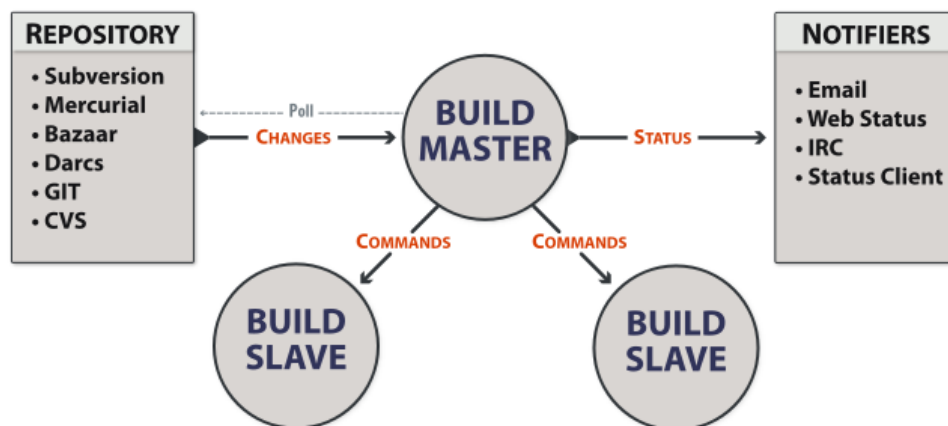 REPOSITORY
• Subversion
• Mercurial
• Bazaar
• Darcs
• GIT
• CVS
Poll
CHANGES
BUILD
MASTER
STATUS
NOTIFIERS
• Email
• Web Status
• IRC
• Status Client
COMMANDS
COMMANDS
BUILD
SLAVE
BUILD
SLAVE